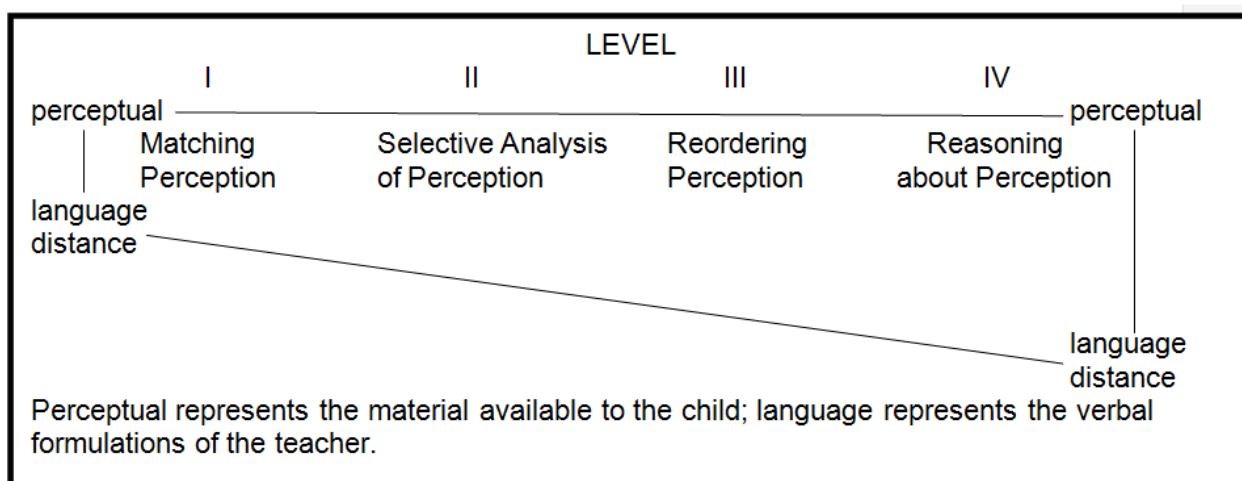 LEVEL
I II III IV
perceptual perceptual
Matching Selective Analysis Reordering Reasoning
Perception of Perception Perception about Perception
language
distance
language
distance
Perceptual represents the material available to the child; language represents the verbal
formulations of the teacher.